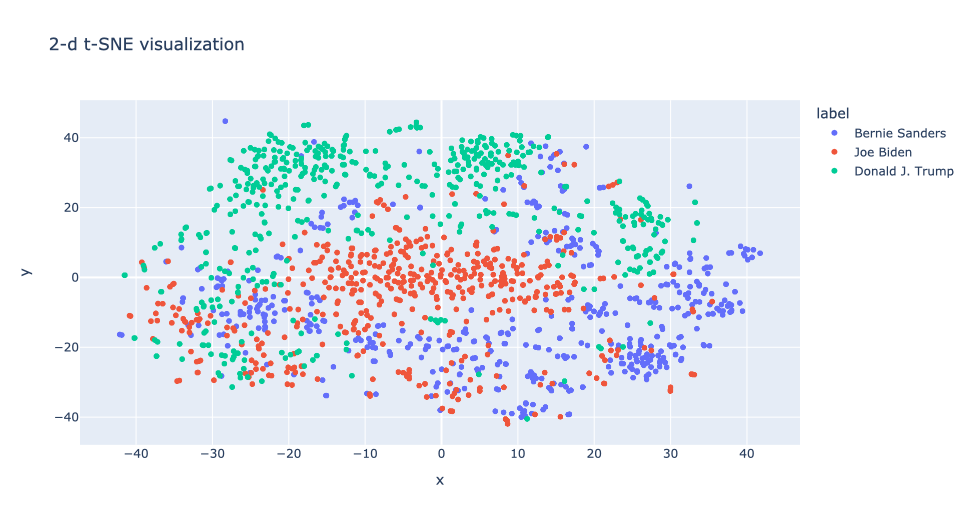 2-d t-SNE visualization
label
Bernie Sanders
Joe Biden
Donald J. Trump
40
20
0
−20
−40
y
−40 −30 −20 −10 0 10 20 30 40
x